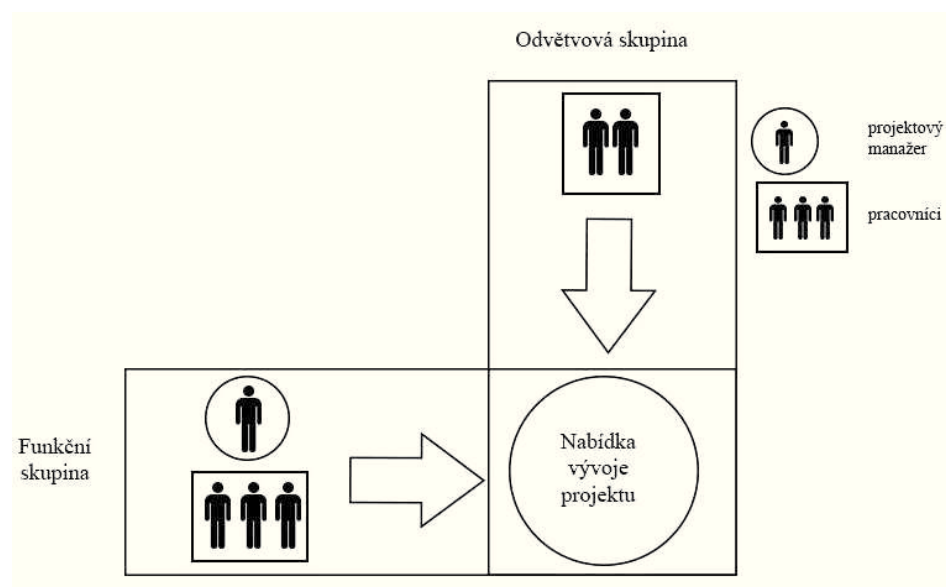 Odvětvová skupina
projektový
manažer
pracovníci
Funkční
skupina
Nabídka
vývoje
projektu